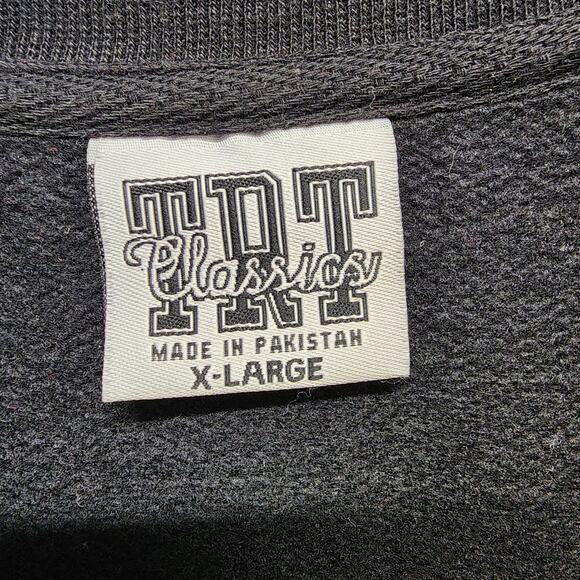 TRT
Classics
MADE IN PAKISTAN
X-LARGE